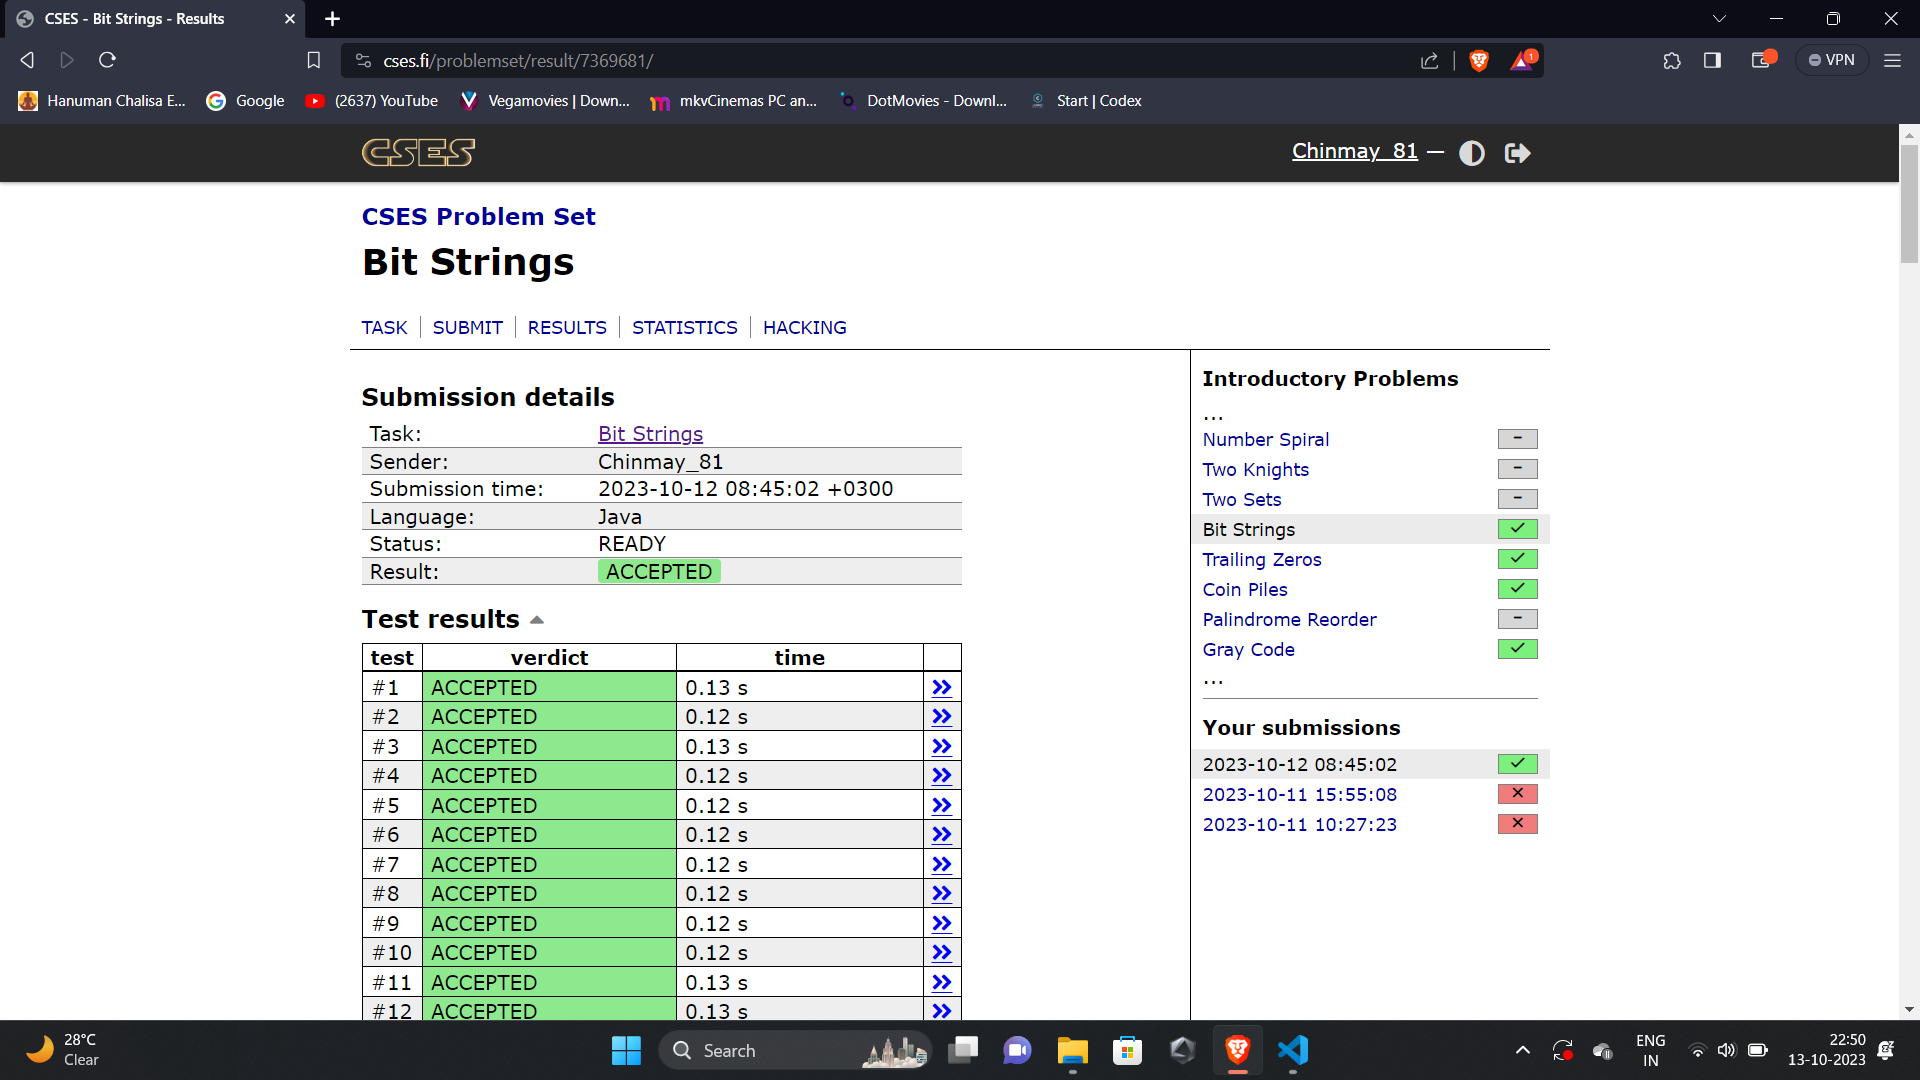 CSES - Bit Strings - Results
cses.fi/problemset/result/7369681/
1
VPN
Hanuman Chalisa E...
Google
(2637) YouTube
Vegamovies | Down...
mkvCinemas PC an...
DotMovies - Downl...
Start | Codex
CSES
Chinmay_81 —
CSES Problem Set
Bit Strings
TASK | SUBMIT | RESULTS | STATISTICS | HACKING
Submission details
Task: Bit Strings
Sender: Chinmay_81
Submission time: 2023-10-12 08:45:02 +0300
Language: Java
Status: READY
Result: ACCEPTED
Test results
test verdict time
#1 ACCEPTED 0.13 s
#2 ACCEPTED 0.12 s
#3 ACCEPTED 0.13 s
#4 ACCEPTED 0.12 s
#5 ACCEPTED 0.12 s
#6 ACCEPTED 0.12 s
#7 ACCEPTED 0.12 s
#8 ACCEPTED 0.12 s
#9 ACCEPTED 0.12 s
#10 ACCEPTED 0.12 s
#11 ACCEPTED 0.13 s
#12 ACCEPTED 0.13 s
Introductory Problems
...
Number Spiral -
Two Knights -
Two Sets -
Bit Strings
Trailing Zeros
Coin Piles
Palindrome Reorder -
Gray Code
...
Your submissions
2023-10-12 08:45:02
2023-10-11 15:55:08
2023-10-11 10:27:23
28°C
Clear
Search
ENG
IN
22:50
13-10-2023